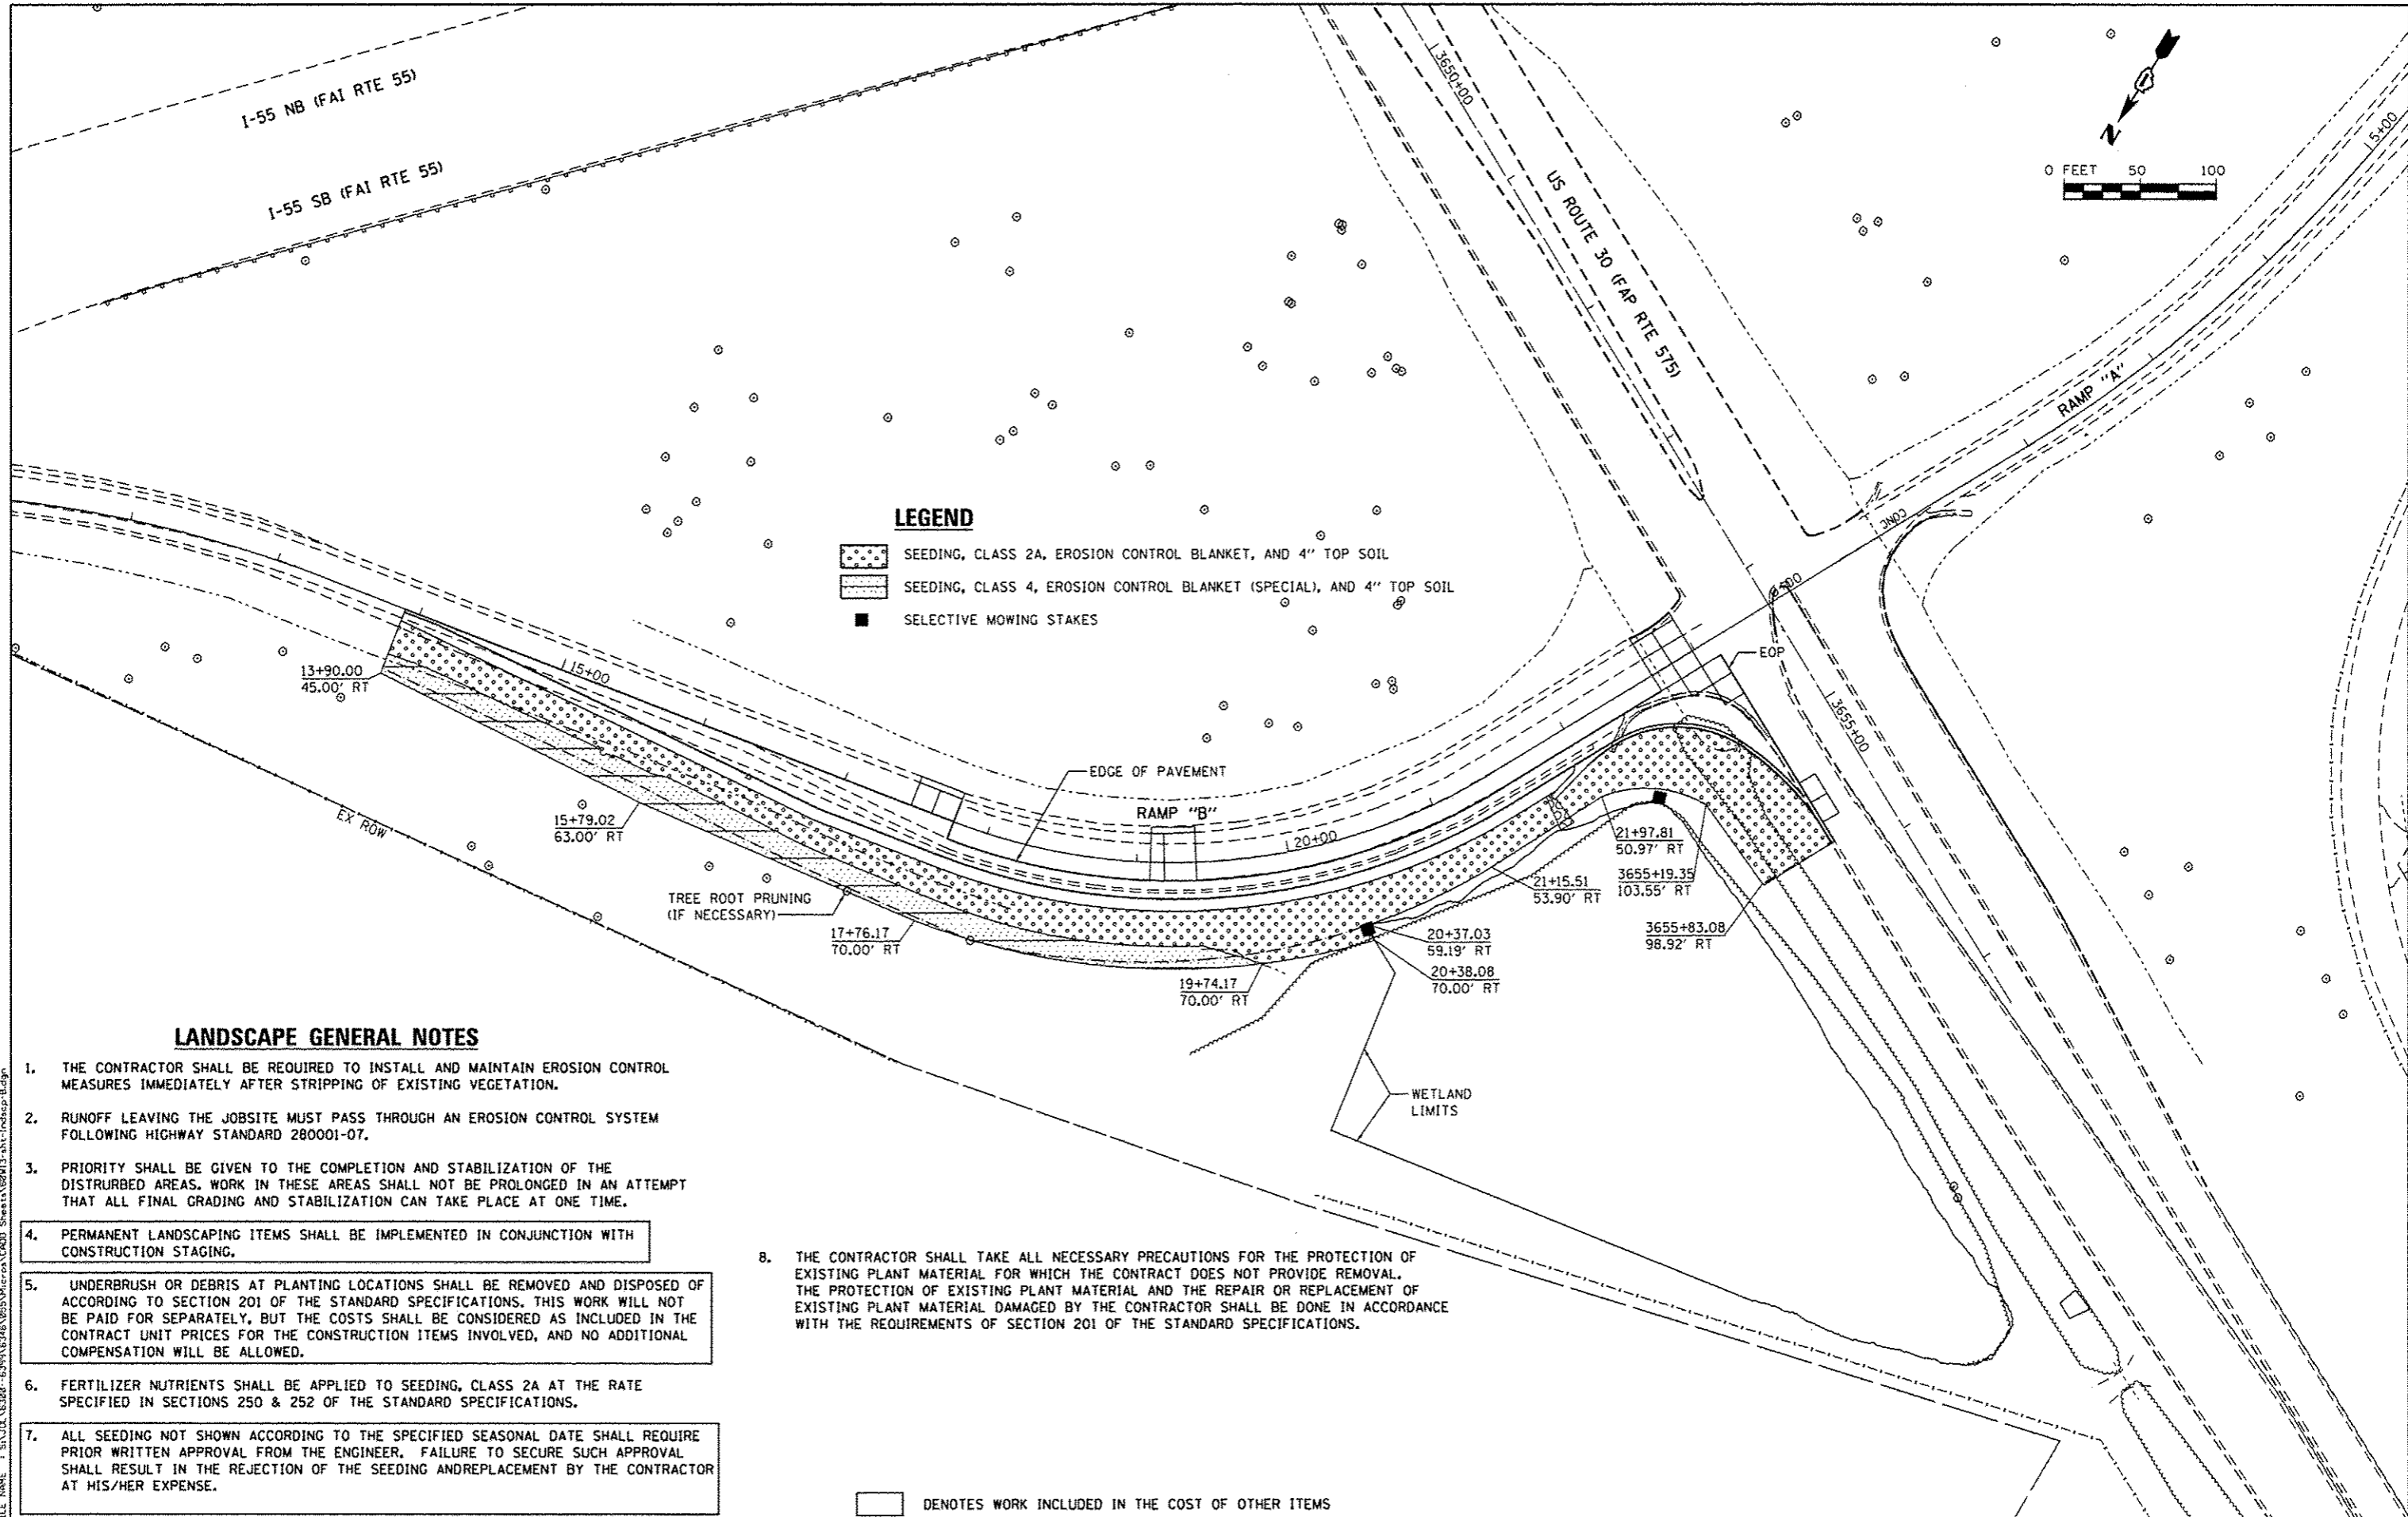 I-55 NB (FAI RTE 55)
I-55 SB (FAI RTE 55)
3650+00
US ROUTE 30 (FAP RTE 575)
N
0 FEET 50 100
5+00
RAMP "A"
CONC
LEGEND
SEEDING, CLASS 2A, EROSION CONTROL BLANKET, AND 4" TOP SOIL
SEEDING, CLASS 4, EROSION CONTROL BLANKET (SPECIAL), AND 4" TOP SOIL
SELECTIVE MOWING STAKES
EOP
3655+00
13+90.00
45.00' RT
15+00
EX ROW
15+79.02
63.00' RT
EDGE OF PAVEMENT
RAMP "B"
20+00
TREE ROOT PRUNING
(IF NECESSARY)
17+76.17
70.00' RT
19+74.17
70.00' RT
20+37.03
59.19' RT
20+38.08
70.00' RT
21+15.51
53.90' RT
21+97.81
50.97' RT
3655+19.35
103.55' RT
3655+83.08
98.92' RT
WETLAND
LIMITS
LANDSCAPE GENERAL NOTES
1. THE CONTRACTOR SHALL BE REQUIRED TO INSTALL AND MAINTAIN EROSION CONTROL
MEASURES IMMEDIATELY AFTER STRIPPING OF EXISTING VEGETATION.
2. RUNOFF LEAVING THE JOBSITE MUST PASS THROUGH AN EROSION CONTROL SYSTEM
FOLLOWING HIGHWAY STANDARD 280001-07.
3. PRIORITY SHALL BE GIVEN TO THE COMPLETION AND STABILIZATION OF THE
DISTRURBED AREAS. WORK IN THESE AREAS SHALL NOT BE PROLONGED IN AN ATTEMPT
THAT ALL FINAL GRADING AND STABILIZATION CAN TAKE PLACE AT ONE TIME.
4. PERMANENT LANDSCAPING ITEMS SHALL BE IMPLEMENTED IN CONJUNCTION WITH
CONSTRUCTION STAGING.
5. UNDERBRUSH OR DEBRIS AT PLANTING LOCATIONS SHALL BE REMOVED AND DISPOSED OF
ACCORDING TO SECTION 201 OF THE STANDARD SPECIFICATIONS. THIS WORK WILL NOT
BE PAID FOR SEPARATELY, BUT THE COSTS SHALL BE CONSIDERED AS INCLUDED IN THE
CONTRACT UNIT PRICES FOR THE CONSTRUCTION ITEMS INVOLVED, AND NO ADDITIONAL
COMPENSATION WILL BE ALLOWED.
6. FERTILIZER NUTRIENTS SHALL BE APPLIED TO SEEDING, CLASS 2A AT THE RATE
SPECIFIED IN SECTIONS 250 & 252 OF THE STANDARD SPECIFICATIONS.
7. ALL SEEDING NOT SHOWN ACCORDING TO THE SPECIFIED SEASONAL DATE SHALL REQUIRE
PRIOR WRITTEN APPROVAL FROM THE ENGINEER. FAILURE TO SECURE SUCH APPROVAL
SHALL RESULT IN THE REJECTION OF THE SEEDING ANDREPLACEMENT BY THE CONTRACTOR
AT HIS/HER EXPENSE.
8. THE CONTRACTOR SHALL TAKE ALL NECESSARY PRECAUTIONS FOR THE PROTECTION OF
EXISTING PLANT MATERIAL FOR WHICH THE CONTRACT DOES NOT PROVIDE REMOVAL.
THE PROTECTION OF EXISTING PLANT MATERIAL AND THE REPAIR OR REPLACEMENT OF
EXISTING PLANT MATERIAL DAMAGED BY THE CONTRACTOR SHALL BE DONE IN ACCORDANCE
WITH THE REQUIREMENTS OF SECTION 201 OF THE STANDARD SPECIFICATIONS.
DENOTES WORK INCLUDED IN THE COST OF OTHER ITEMS